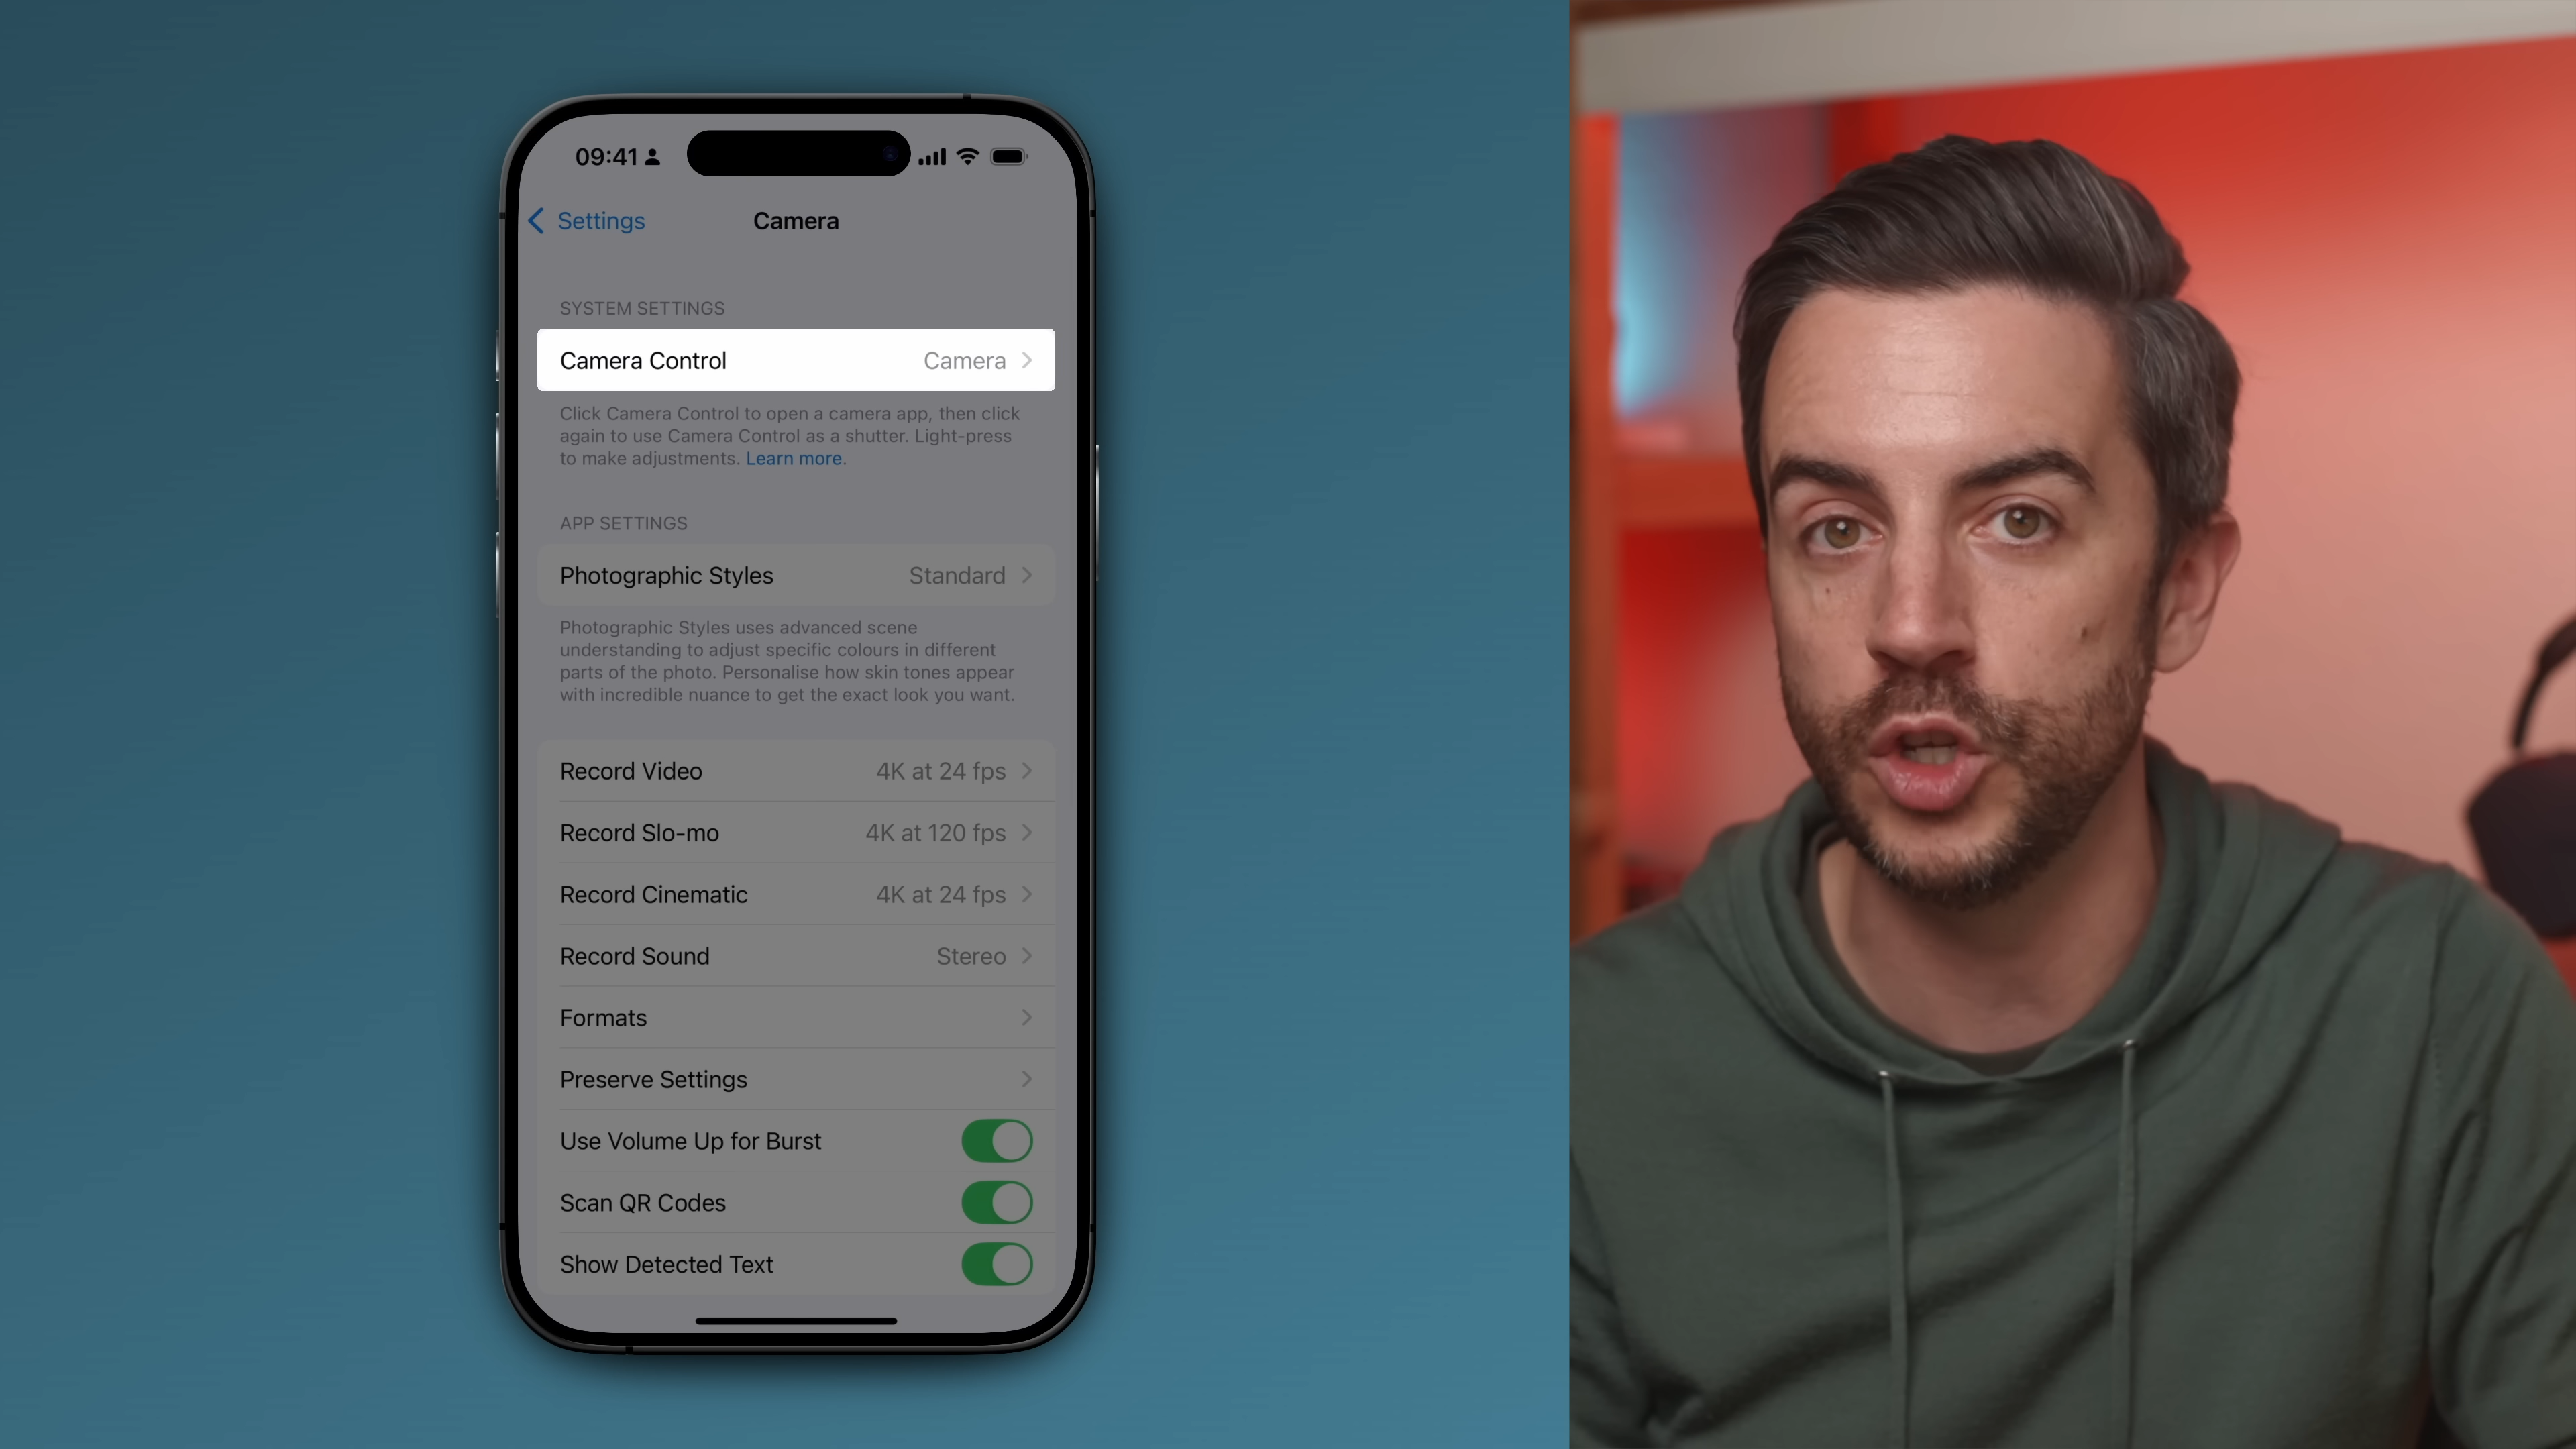 09:41
Settings
Camera
SYSTEM SETTINGS
Camera Control Camera
Click Camera Control to open a camera app, then click
again to use Camera Control as a shutter. Light-press
to make adjustments. Learn more.
APP SETTINGS
Photographic Styles Standard
Photographic Styles uses advanced scene
understanding to adjust specific colours in different
parts of the photo. Personalise how skin tones appear
with incredible nuance to get the exact look you want.
Record Video 4K at 24 fps
Record Slo-mo 4K at 120 fps
Record Cinematic 4K at 24 fps
Record Sound Stereo
Formats
Preserve Settings
Use Volume Up for Burst
Scan QR Codes
Show Detected Text